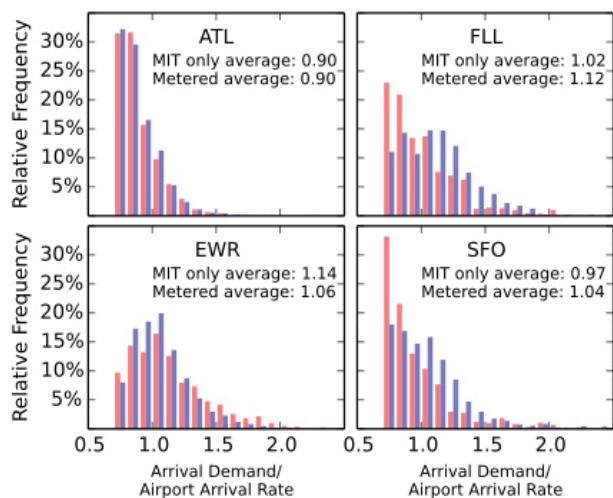 ATL
MIT only average: 0.90
Metered average: 0.90
FLL
MIT only average: 1.02
Metered average: 1.12
Relative Frequency
30%
25%
20%
15%
10%
5%
EWR
MIT only average: 1.14
Metered average: 1.06
SFO
MIT only average: 0.97
Metered average: 1.04
Relative Frequency
30%
25%
20%
15%
10%
5%
0.5 1.0 1.5 2.0 0.5 1.0 1.5 2.0
Arrival Demand/
Airport Arrival Rate
Arrival Demand/
Airport Arrival Rate